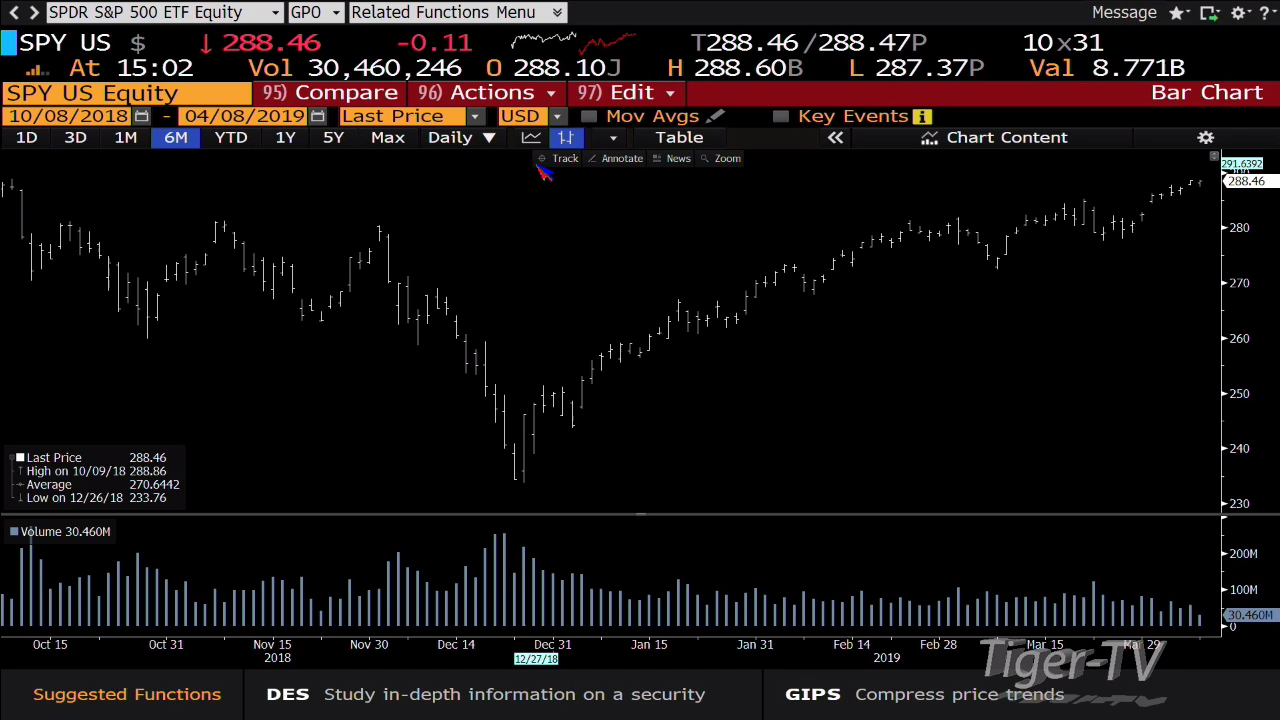 SPDR S&P 500 ETF Equity GPO Related Functions Menu Message ?
SPY US $ ↓ 288.46 -0.11 T288.46/288.47P 10x31
At 15:02 Vol 30,460,246 O 288.10J H 288.60B L 287.37P Val 8.771B
SPY US Equity 95) Compare 96) Actions 97) Edit Bar Chart
10/08/2018 - 04/08/2019 Last Price USD Mov Avgs Key Events i
1D 3D 1M 6M YTD 1Y 5Y Max Daily ▼ Table « Chart Content
Track Annotate News Zoom
291.6392
288.46
280
270
260
250
240
230
Last Price 288.46
High on 10/09/18 288.86
Average 270.6442
Low on 12/26/18 233.76
Volume 30.460M
200M
100M
30.460M
0
Oct 15 Oct 31 Nov 15 Nov 30 Dec 14 Dec 31 Jan 15 Jan 31 Feb 14 Feb 28 Mar 15 Mar 29
2018 12/27/18 2019
Tiger-TV
Suggested Functions DES Study in-depth information on a security GIPS Compress price trends